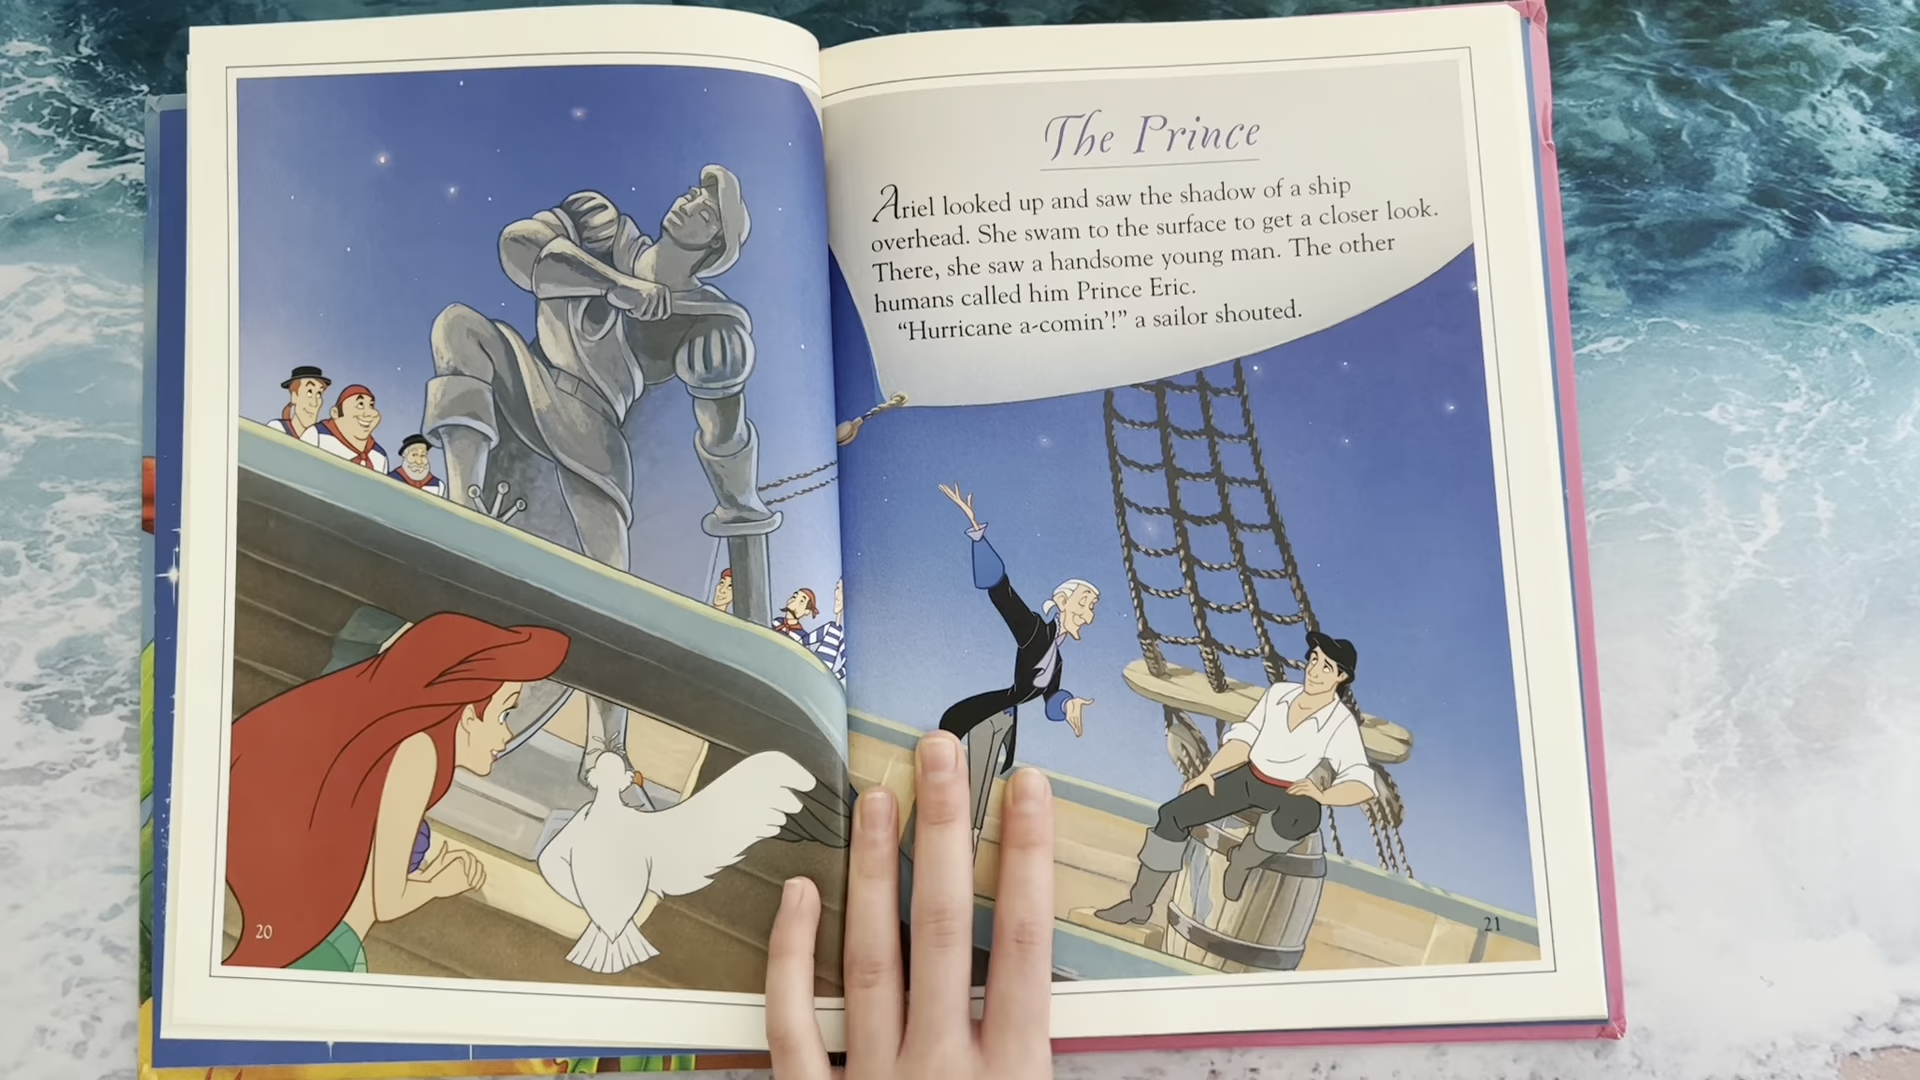 The Prince
Ariel looked up and saw the shadow of a ship
overhead. She swam to the surface to get a closer look.
There, she saw a handsome young man. The other
humans called him Prince Eric.
“Hurricane a-comin’!” a sailor shouted.
20
21